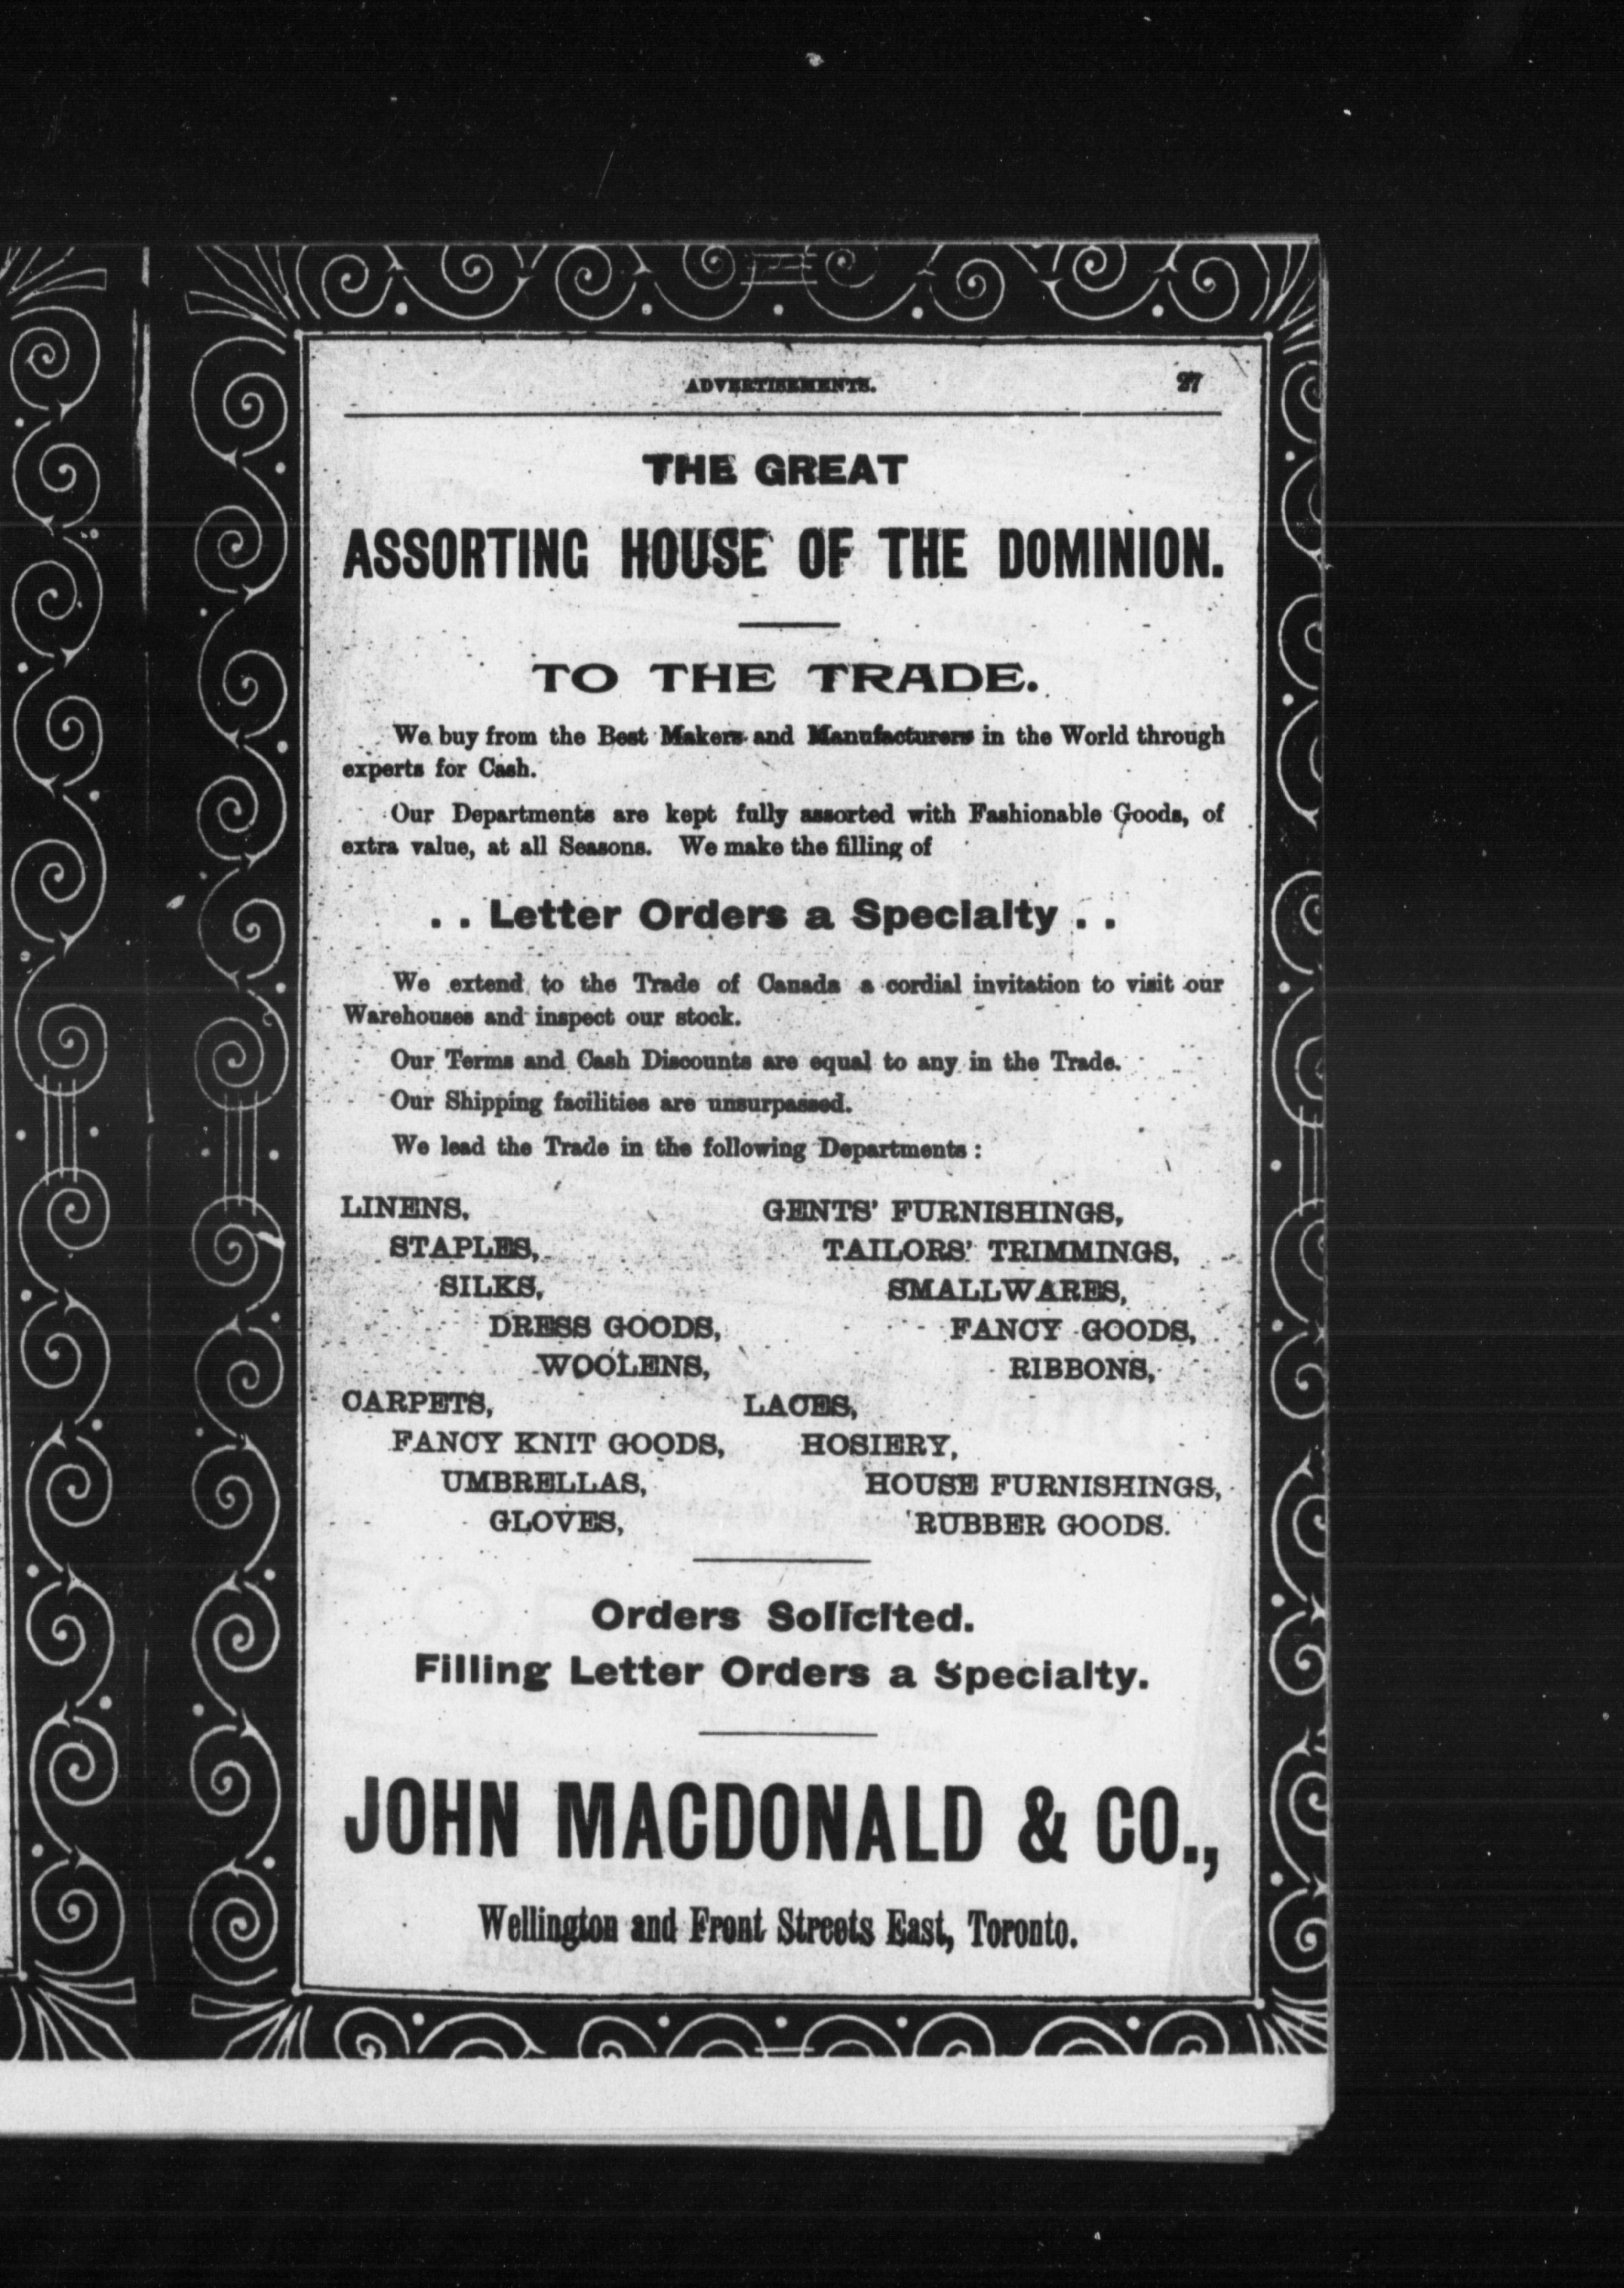 ADVERTISEMENTS. 27
THE GREAT
ASSORTING HOUSE OF THE DOMINION.
TO THE TRADE.
We buy from the Best Makers and Manufacturers in the World through
experts for Cash.
Our Departments are kept fully assorted with Fashionable Goods, of
extra value, at all Seasons. We make the filling of
. . Letter Orders a Specialty . .
We extend to the Trade of Canada a cordial invitation to visit our
Warehouses and inspect our stock.
Our Terms and Cash Discounts are equal to any in the Trade.
Our Shipping facilities are unsurpassed.
We lead the Trade in the following Departments :
LINENS, GENTS' FURNISHINGS,
STAPLES, TAILORS' TRIMMINGS,
SILKS, SMALLWARES,
DRESS GOODS, FANCY GOODS,
WOOLENS, RIBBONS,
CARPETS, LACES,
FANCY KNIT GOODS, HOSIERY,
UMBRELLAS, HOUSE FURNISHINGS,
GLOVES, RUBBER GOODS.
Orders Solicited.
Filling Letter Orders a Specialty.
JOHN MACDONALD & CO.,
Wellington and Front Streets East, Toronto.